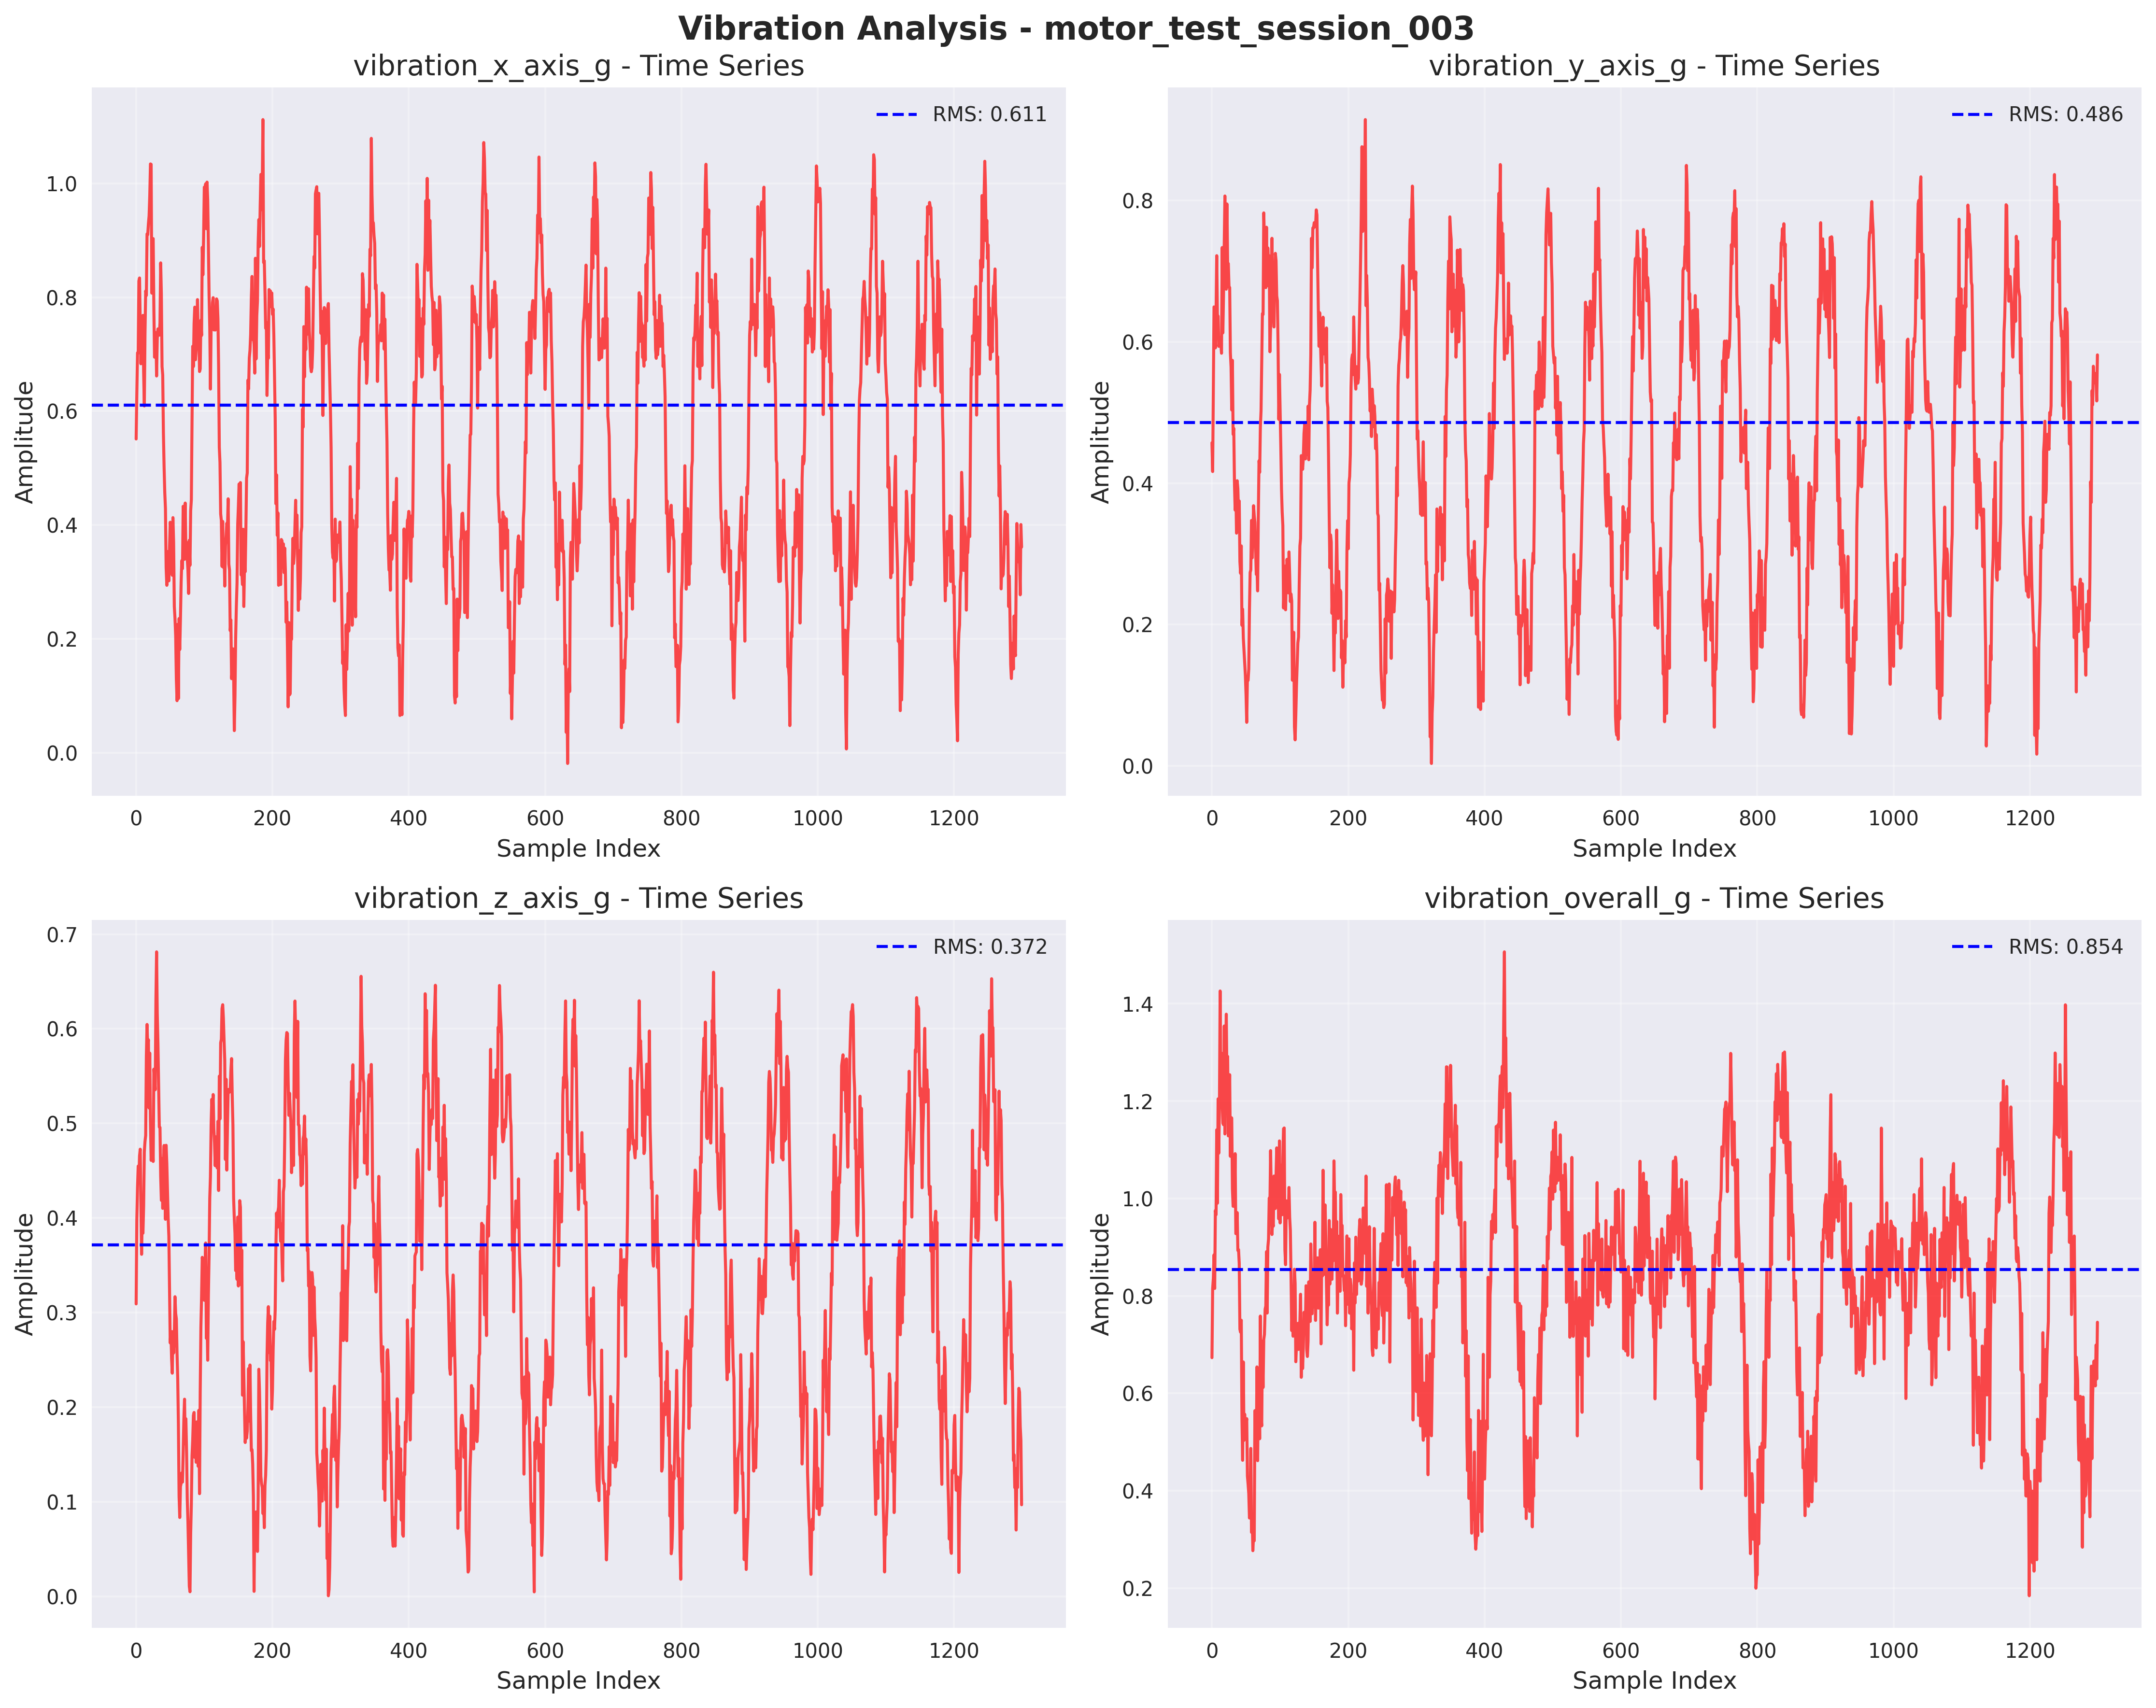 Vibration Analysis - motor_test_session_003
vibration_x_axis_g - Time Series
RMS: 0.611
Amplitude
1.0
0.8
0.6
0.4
0.2
0.0
0 200 400 600 800 1000 1200
Sample Index
vibration_y_axis_g - Time Series
RMS: 0.486
Amplitude
0.8
0.6
0.4
0.2
0.0
0 200 400 600 800 1000 1200
Sample Index
vibration_z_axis_g - Time Series
RMS: 0.372
Amplitude
0.7
0.6
0.5
0.4
0.3
0.2
0.1
0.0
0 200 400 600 800 1000 1200
Sample Index
vibration_overall_g - Time Series
RMS: 0.854
Amplitude
1.4
1.2
1.0
0.8
0.6
0.4
0.2
0 200 400 600 800 1000 1200
Sample Index